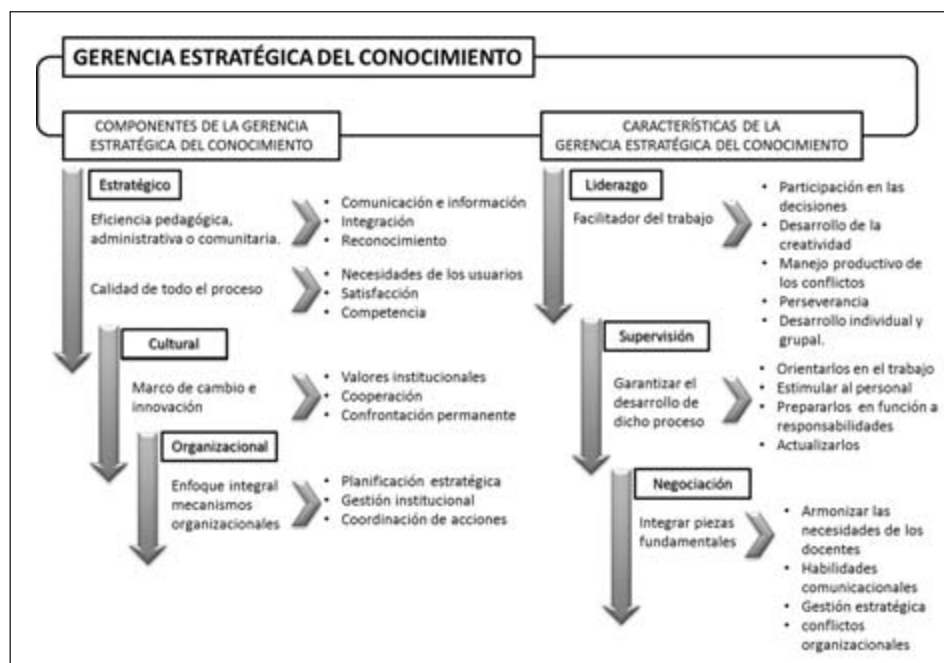 GERENCIA ESTRATÉGICA DEL CONOCIMIENTO
COMPONENTES DE LA GERENCIA
ESTRATÉGICA DEL CONOCIMIENTO
Estratégico
Eficiencia pedagógica,
administrativa o comunitaria.
• Comunicación e información
• Integración
• Reconocimiento
Calidad de todo el proceso
• Necesidades de los usuarios
• Satisfacción
• Competencia
Cultural
Marco de cambio e
innovación
• Valores institucionales
• Cooperación
• Confrontación permanente
Organizacional
Enfoque integral
mecanismos
organizacionales
• Planificación estratégica
• Gestión institucional
• Coordinación de acciones
CARACTERÍSTICAS DE LA
GERENCIA ESTRATÉGICA DEL CONOCIMIENTO
Liderazgo
Facilitador del trabajo
• Participación en las
decisiones
• Desarrollo de la
creatividad
• Manejo productivo de
los conflictos
• Perseverancia
• Desarrollo individual y
grupal.
Supervisión
Garantizar el
desarrollo de
dicho proceso
• Orientarlos en el trabajo
• Estimular al personal
• Prepararlos en función a
responsabilidades
• Actualizarlos
Negociación
Integrar piezas
fundamentales
• Armonizar las
necesidades de los
docentes
• Habilidades
comunicacionales
• Gestión estratégica
• conflictos
organizacionales